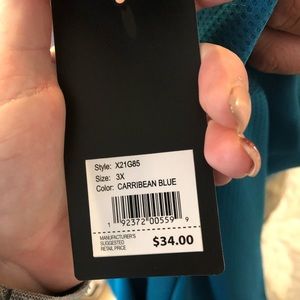 Style: X21G85
Size: 3X
Color: CARRIBEAN BLUE
1 92372 00559 9
MANUFACTURER'S
SUGGESTED
RETAIL PRICE
$34.00